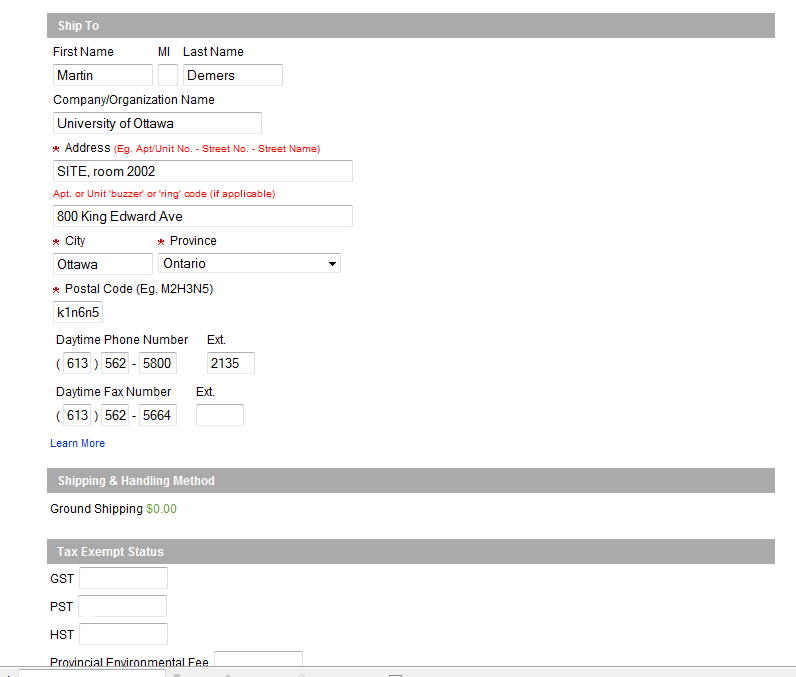 Ship To
First Name MI Last Name
Martin Demers
Company/Organization Name
University of Ottawa
* Address (Eg. Apt/Unit No. - Street No. - Street Name)
SITE, room 2002
Apt. or Unit 'buzzer' or 'ring' code (if applicable)
800 King Edward Ave
* City * Province
Ottawa Ontario
* Postal Code (Eg. M2H3N5)
k1n6n5
Daytime Phone Number Ext.
( 613 ) 562 - 5800 2135
Daytime Fax Number Ext.
( 613 ) 562 - 5664
Learn More
Shipping & Handling Method
Ground Shipping $0.00
Tax Exempt Status
GST
PST
HST
Provincial Environmental Fee